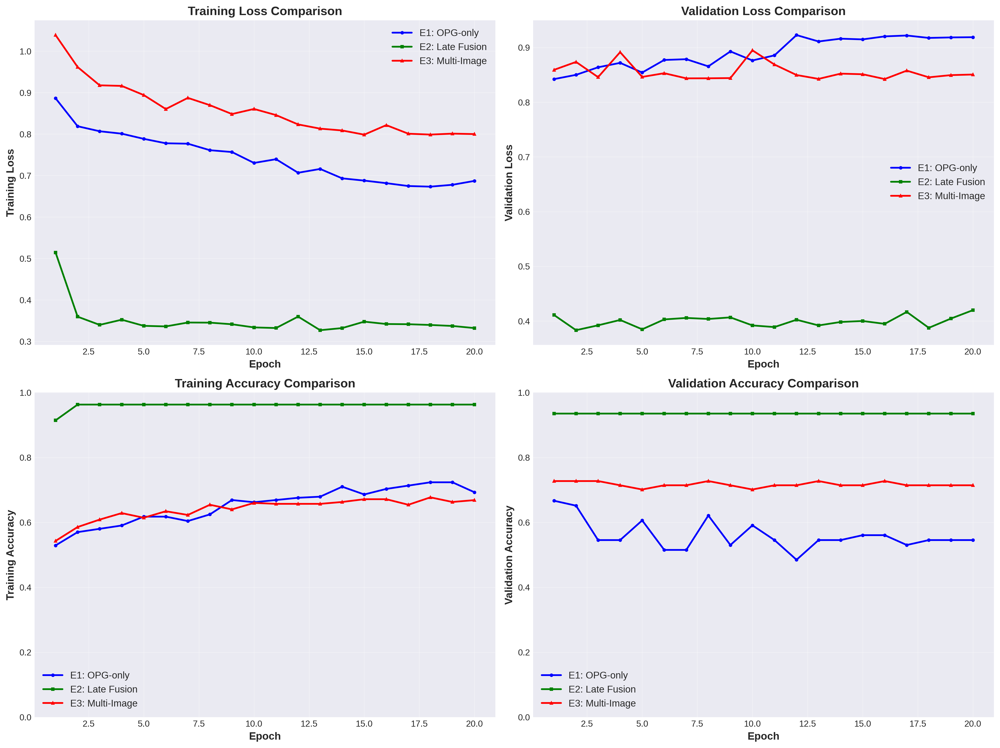 Training Loss Comparison
E1: OPG-only
E2: Late Fusion
E3: Multi-Image
Training Loss
1.0
0.9
0.8
0.7
0.6
0.5
0.4
0.3
2.5 5.0 7.5 10.0 12.5 15.0 17.5 20.0
Epoch
Validation Loss Comparison
E1: OPG-only
E2: Late Fusion
E3: Multi-Image
Validation Loss
0.9
0.8
0.7
0.6
0.5
0.4
2.5 5.0 7.5 10.0 12.5 15.0 17.5 20.0
Epoch
Training Accuracy Comparison
Training Accuracy
1.0
0.8
0.6
0.4
0.2
0.0
E1: OPG-only
E2: Late Fusion
E3: Multi-Image
2.5 5.0 7.5 10.0 12.5 15.0 17.5 20.0
Epoch
Validation Accuracy Comparison
Validation Accuracy
1.0
0.8
0.6
0.4
0.2
0.0
E1: OPG-only
E2: Late Fusion
E3: Multi-Image
2.5 5.0 7.5 10.0 12.5 15.0 17.5 20.0
Epoch